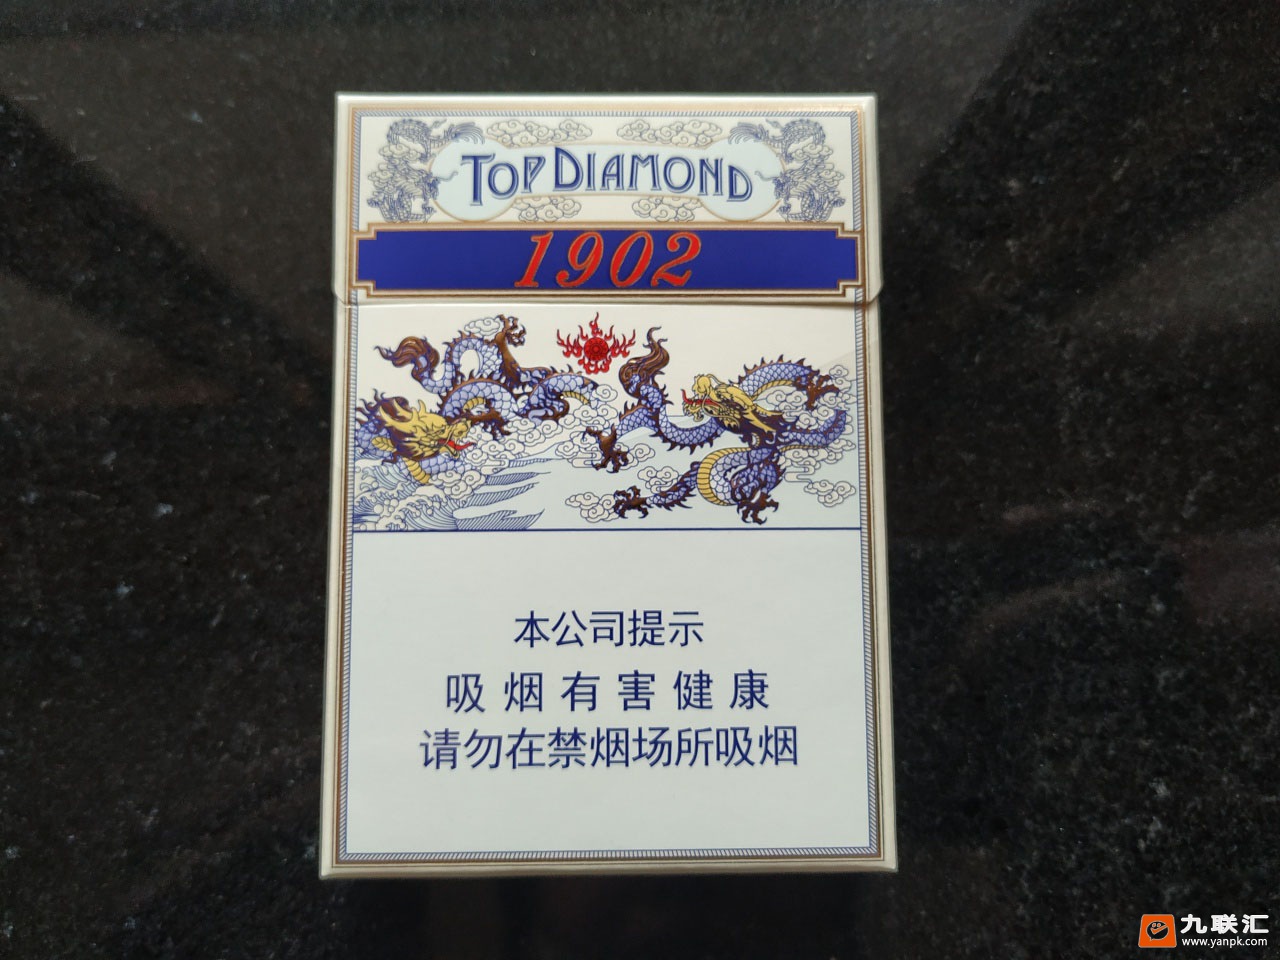 TOP DIAMOND
1902
本公司提示
吸烟有害健康
请勿在禁烟场所吸烟
九联汇
www.yanpk.com